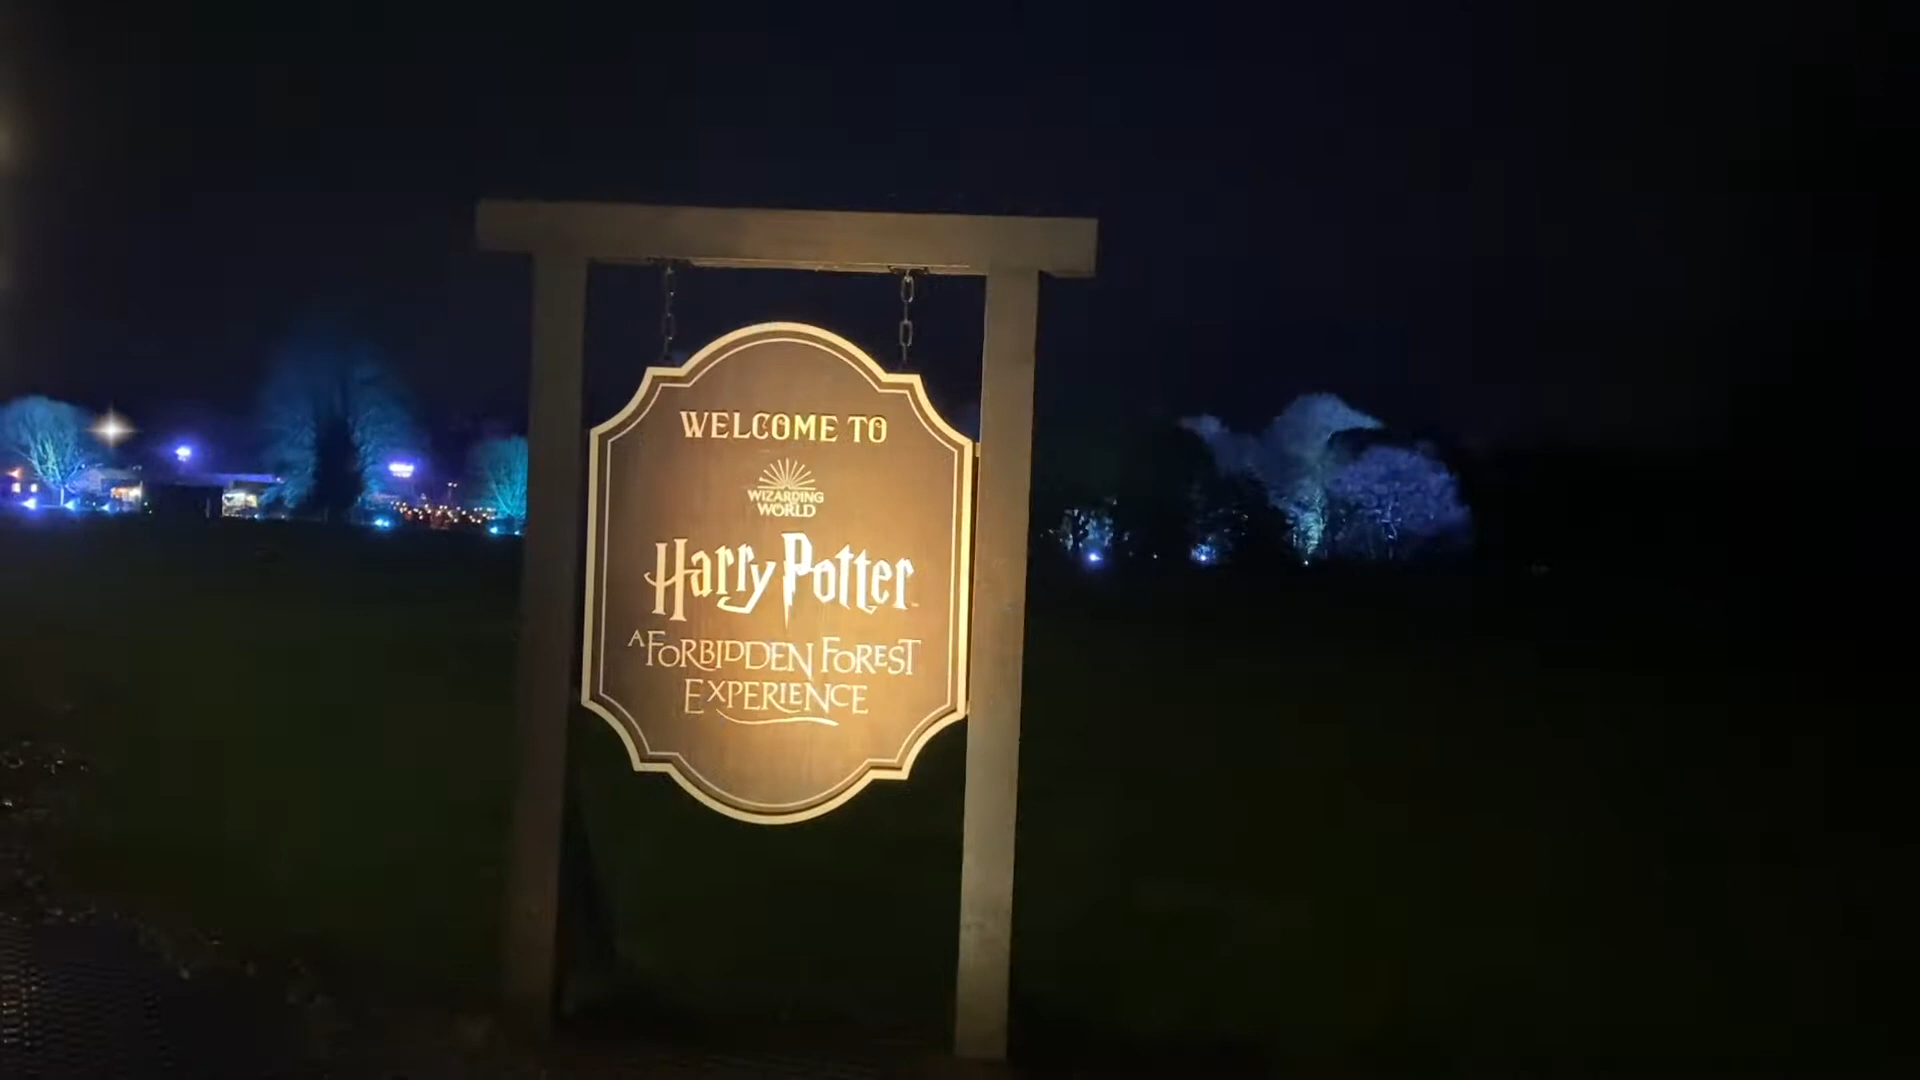 WELCOME TO
WIZARDING
WORLD
Harry Potter
A FORBIDDEN FOREST
EXPERIENCE